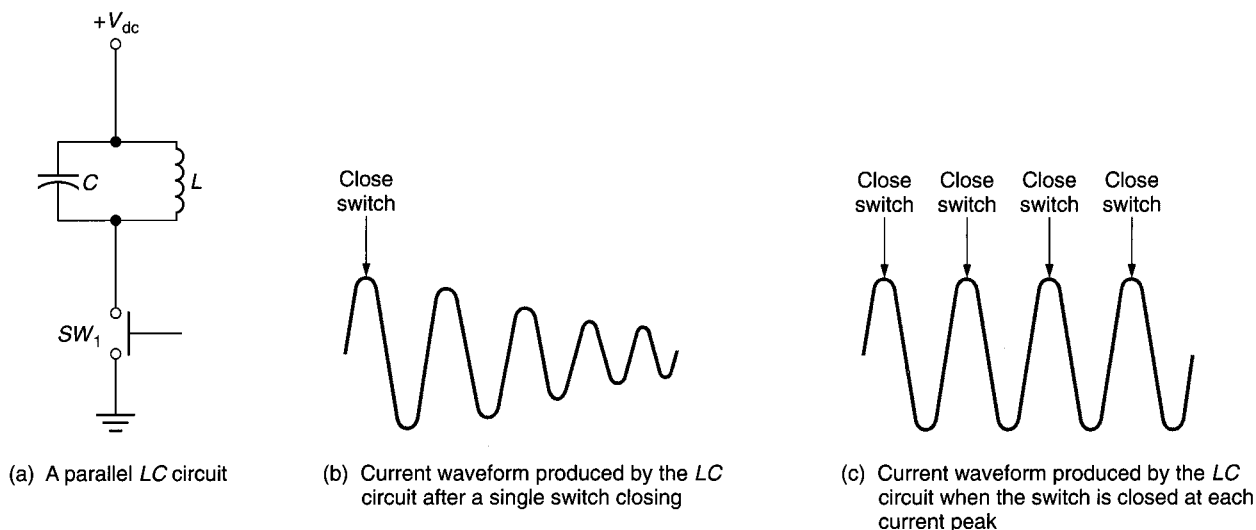 +Vdc
C
L
SW1
Close
switch
Close
switch
Close
switch
Close
switch
Close
switch
(a) A parallel LC circuit
(b) Current waveform produced by the LC
circuit after a single switch closing
(c) Current waveform produced by the LC
circuit when the switch is closed at each
current peak